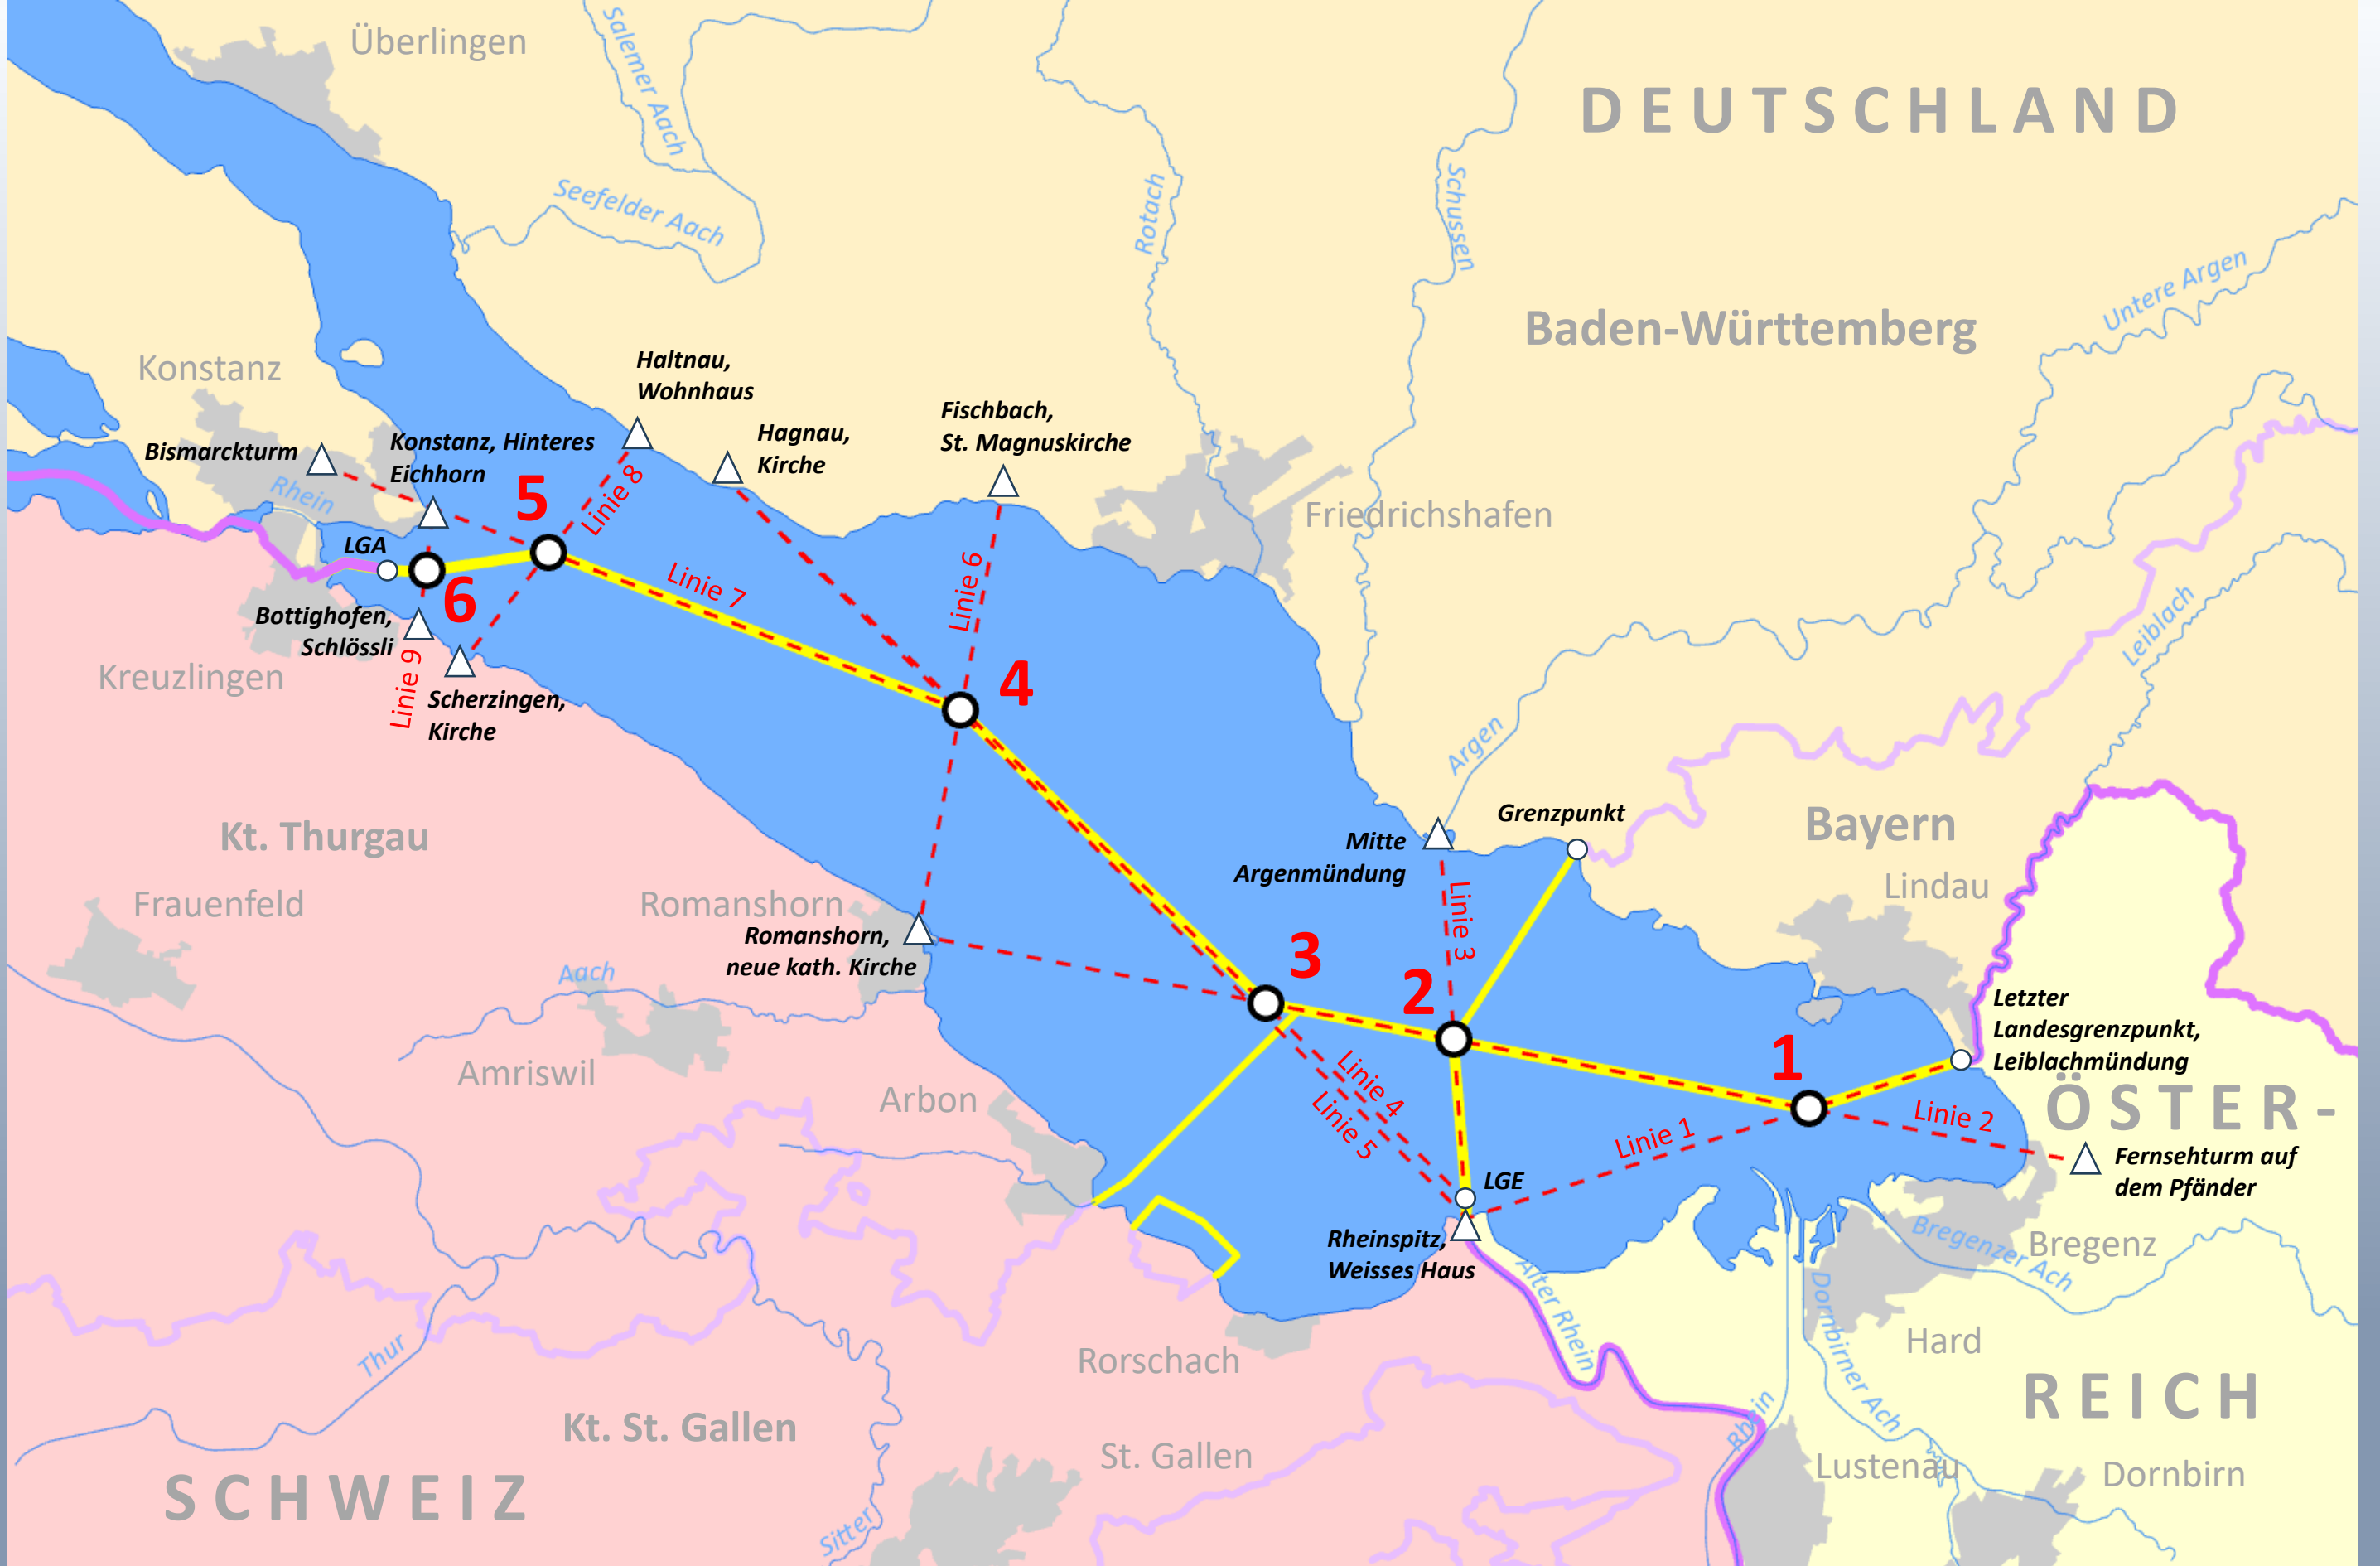 Überlingen
Salemer Aach
Seefelder Aach
DEUTSCHLAND
Rotach
Schussen
Untere Argen
Baden-Württemberg
Konstanz
Haltnau,
Wohnhaus
Hagnau,
Kirche
Fischbach,
St. Magnuskirche
Bismarckturm
Konstanz, Hinteres
Eichhorn
Rhein
5
Linie 8
Friedrichshafen
LGA
6
Linie 7
Linie 6
Bottighofen,
Schlössli
Kreuzlingen
Linie 9
Scherzingen,
Kirche
4
Leiblach
Argen
Kt. Thurgau
Grenzpunkt
Mitte
Argenmündung
Bayern
Lindau
Frauenfeld
Romanshorn
Romanshorn,
neue kath. Kirche
Linie 3
3
2
1
Letzter
Landesgrenzpunkt,
Leiblachmündung
Aach
Amriswil
Arbon
Linie 4
Linie 5
Linie 1
Linie 2
ÖSTER-
Fernsehturm auf
dem Pfänder
LGE
Rheinspitz,
Weisses Haus
Alter Rhein
Bregenzer Ach
Bregenz
Dornbirner Ach
Hard
Thur
Rorschach
REICH
Kt. St. Gallen
St. Gallen
Rhein
Lustenau
Dornbirn
SCHWEIZ
Sitter